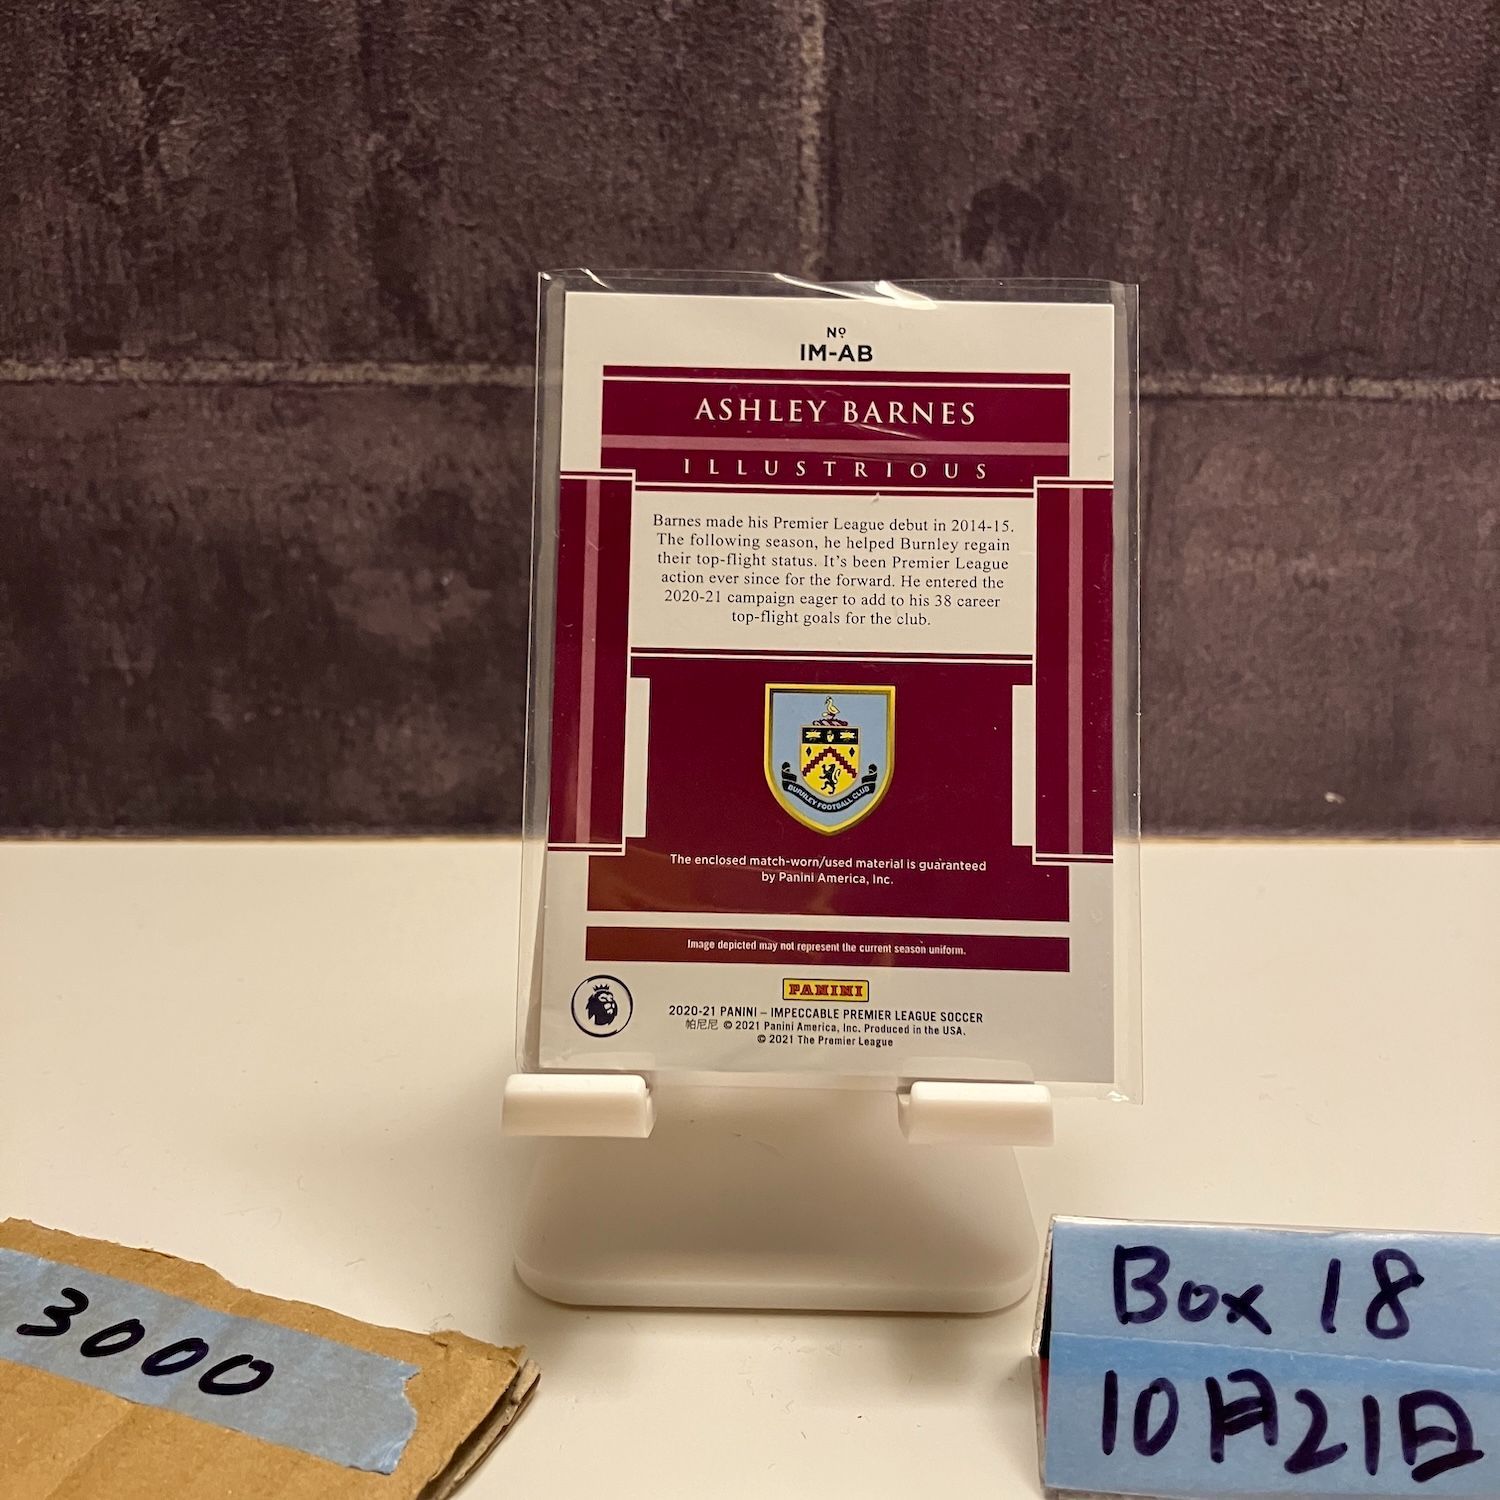 Nº
IM-AB
ASHLEY BARNES
ILLUSTRIOUS
Barnes made his Premier League debut in 2014-15.
The following season, he helped Burnley regain
their top-flight status. It's been Premier League
action ever since for the forward. He entered the
2020-21 campaign eager to add to his 38 career
top-flight goals for the club.
BURNLEY FOOTBALL CLUB
The enclosed match-worn/used material is guaranteed
by Panini America, Inc.
Image depicted may not represent the current season uniform.
PANINI
2020-21 PANINI – IMPECCABLE PREMIER LEAGUE SOCCER
帕尼尼 © 2021 Panini America, Inc. Produced in the USA.
© 2021 The Premier League
3000
Box 18
10月21日